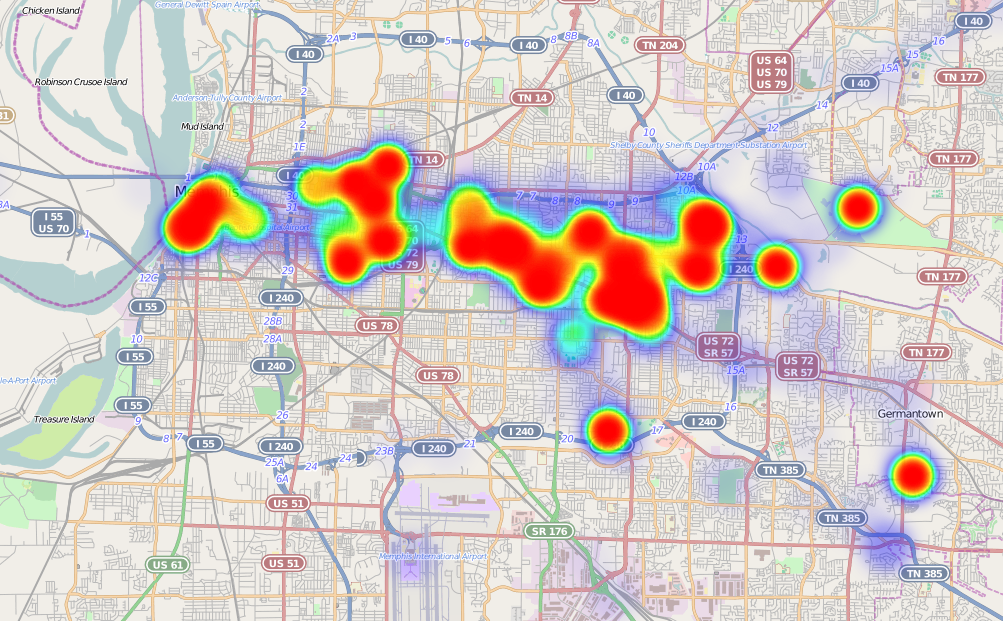 Chicken Island
General Dewitt Spain Airport
I 40
2A
3
I 40
5
6
I 40
8
8B
8A
TN 204
I 40
16
15
15A
US 64
US 70
US 79
TN 177
I 40
Robinson Crusoe Island
I 40
2
Anderson-Tully County Airport
TN 14
I 40
14
12
Mud Island
2
10
1E
Shelby County Sheriffs Department-Substation Airport
TN 14
TN 177
10A
12B
10A
I 40
1
7
7
8
8
9
9
I 55
US 70
1
13
I 240
US 79
29
12C
TN 177
I 55
I 240
28B
28A
US 78
10
I 55
US 72
SR 57
15A
US 72
SR 57
TN 177
I 240
US 78
Treasure Island
I 55
9
8
7
26
16
Germantown
I 55
I 240
I 240
21
I 240
20
17
I 240
25A
24
24
23B
6A
TN 385
US 51
TN 385
SR 176
US 61
US 51
Memphis International Airport
TN 385